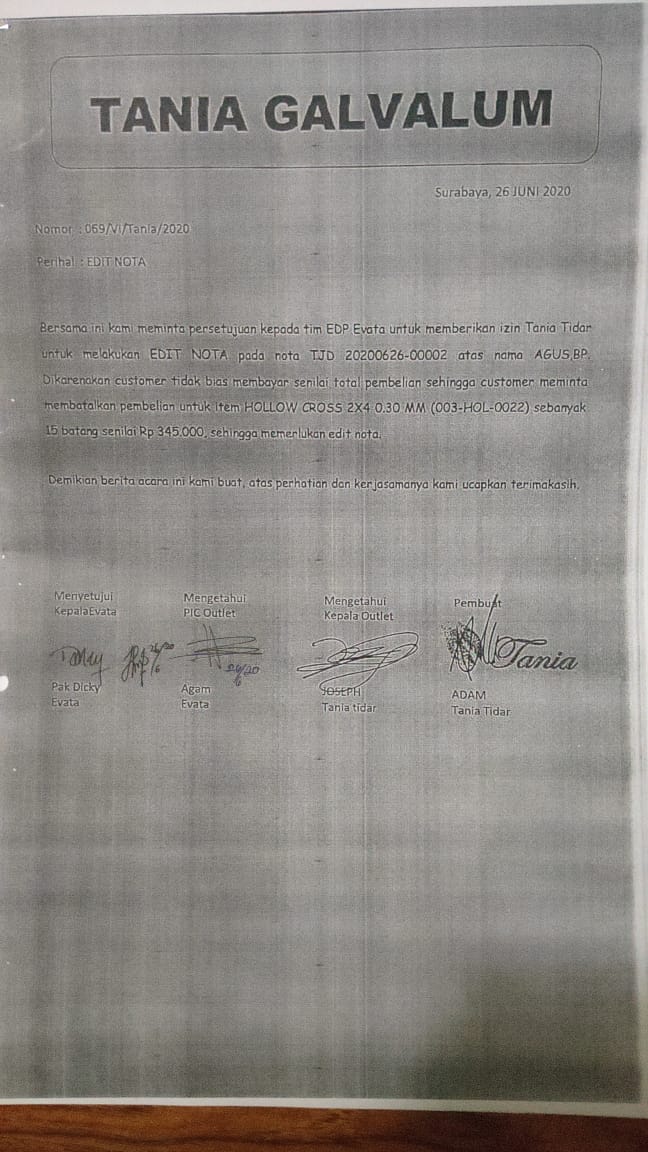 TANIA GALVALUM
Surabaya, 26 JUNI 2020
Nomor : 069/VI/Tania/2020
Perihal : EDIT NOTA
Bersama ini kami meminta persetujuan kepada tim EDP Evata untuk memberikan izin Tania Tidar
untuk melakukan EDIT NOTA pada nota TJD 20200626-00002 atas nama AGUS,BP.
Dikarenakan customer tidak bias membayar senilai total pembelian sehingga customer meminta
membatalkan pembelian untuk item HOLLOW CROSS 2X4 0.30 MM (003-HOL-0022) sebanyak
15 batang senilai Rp 345.000, sehingga memerlukan edit nota.
Demikian berita acara ini kami buat, atas perhatian dan kerjasamanya kami ucapkan terimakasih.
Menyetujui Mengetahui Mengetahui Pembuat
KepalaEvata PIC Outlet Kepala Outlet
Tania
Pak Dicky Agam JOSEPH ADAM
Evata Evata Tania tidar Tania Tidar